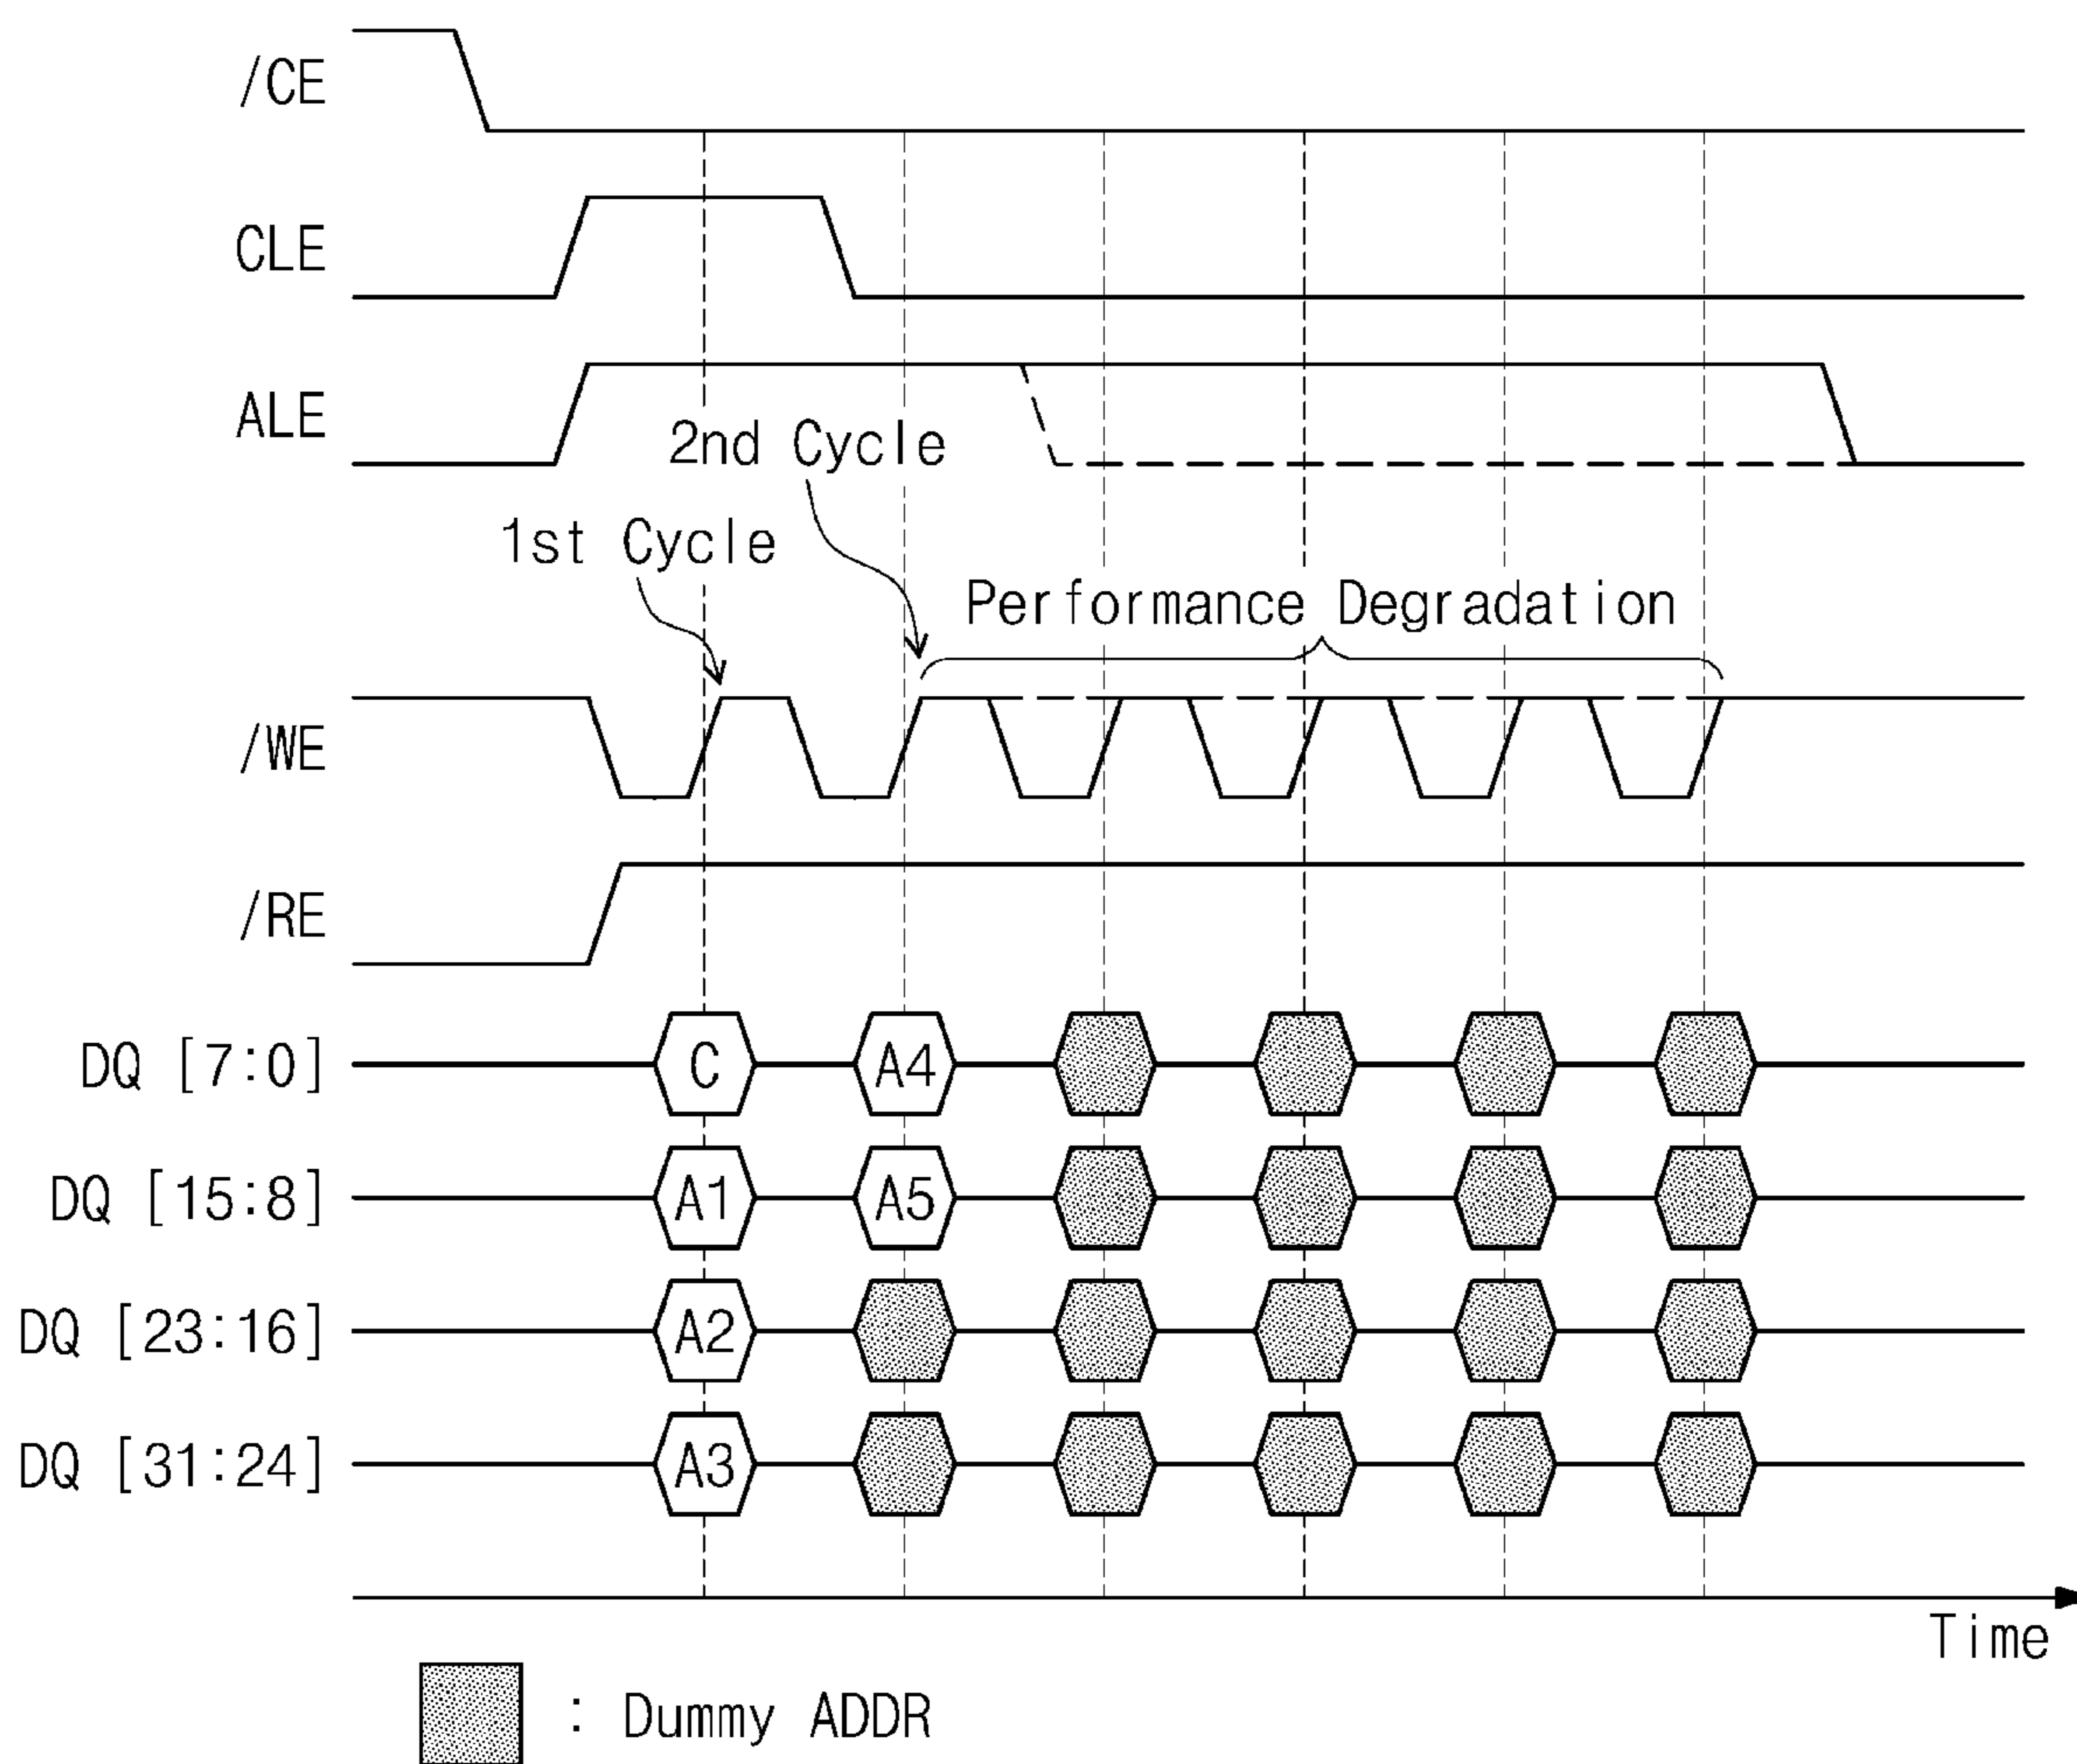 /CE
CLE
ALE
2nd Cycle
1st Cycle
Performance Degradation
/WE
/RE
DQ [7:0] C A4
DQ [15:8] A1 A5
DQ [23:16] A2
DQ [31:24] A3
Time
: Dummy ADDR